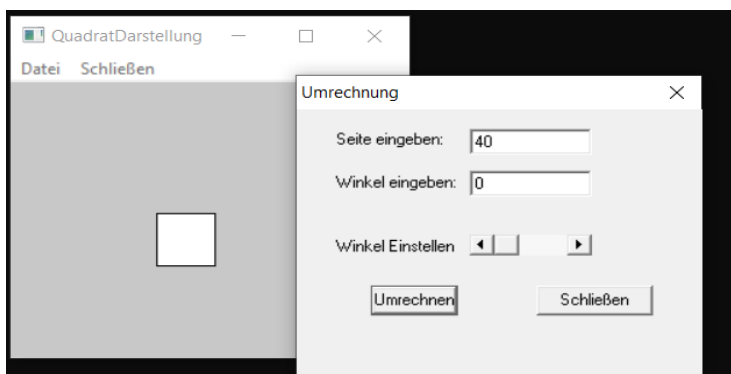 QuadratDarstellung
Datei Schließen
Umrechnung
Seite eingeben: 40
Winkel eingeben: 0
Winkel Einstellen
Umrechnen Schließen